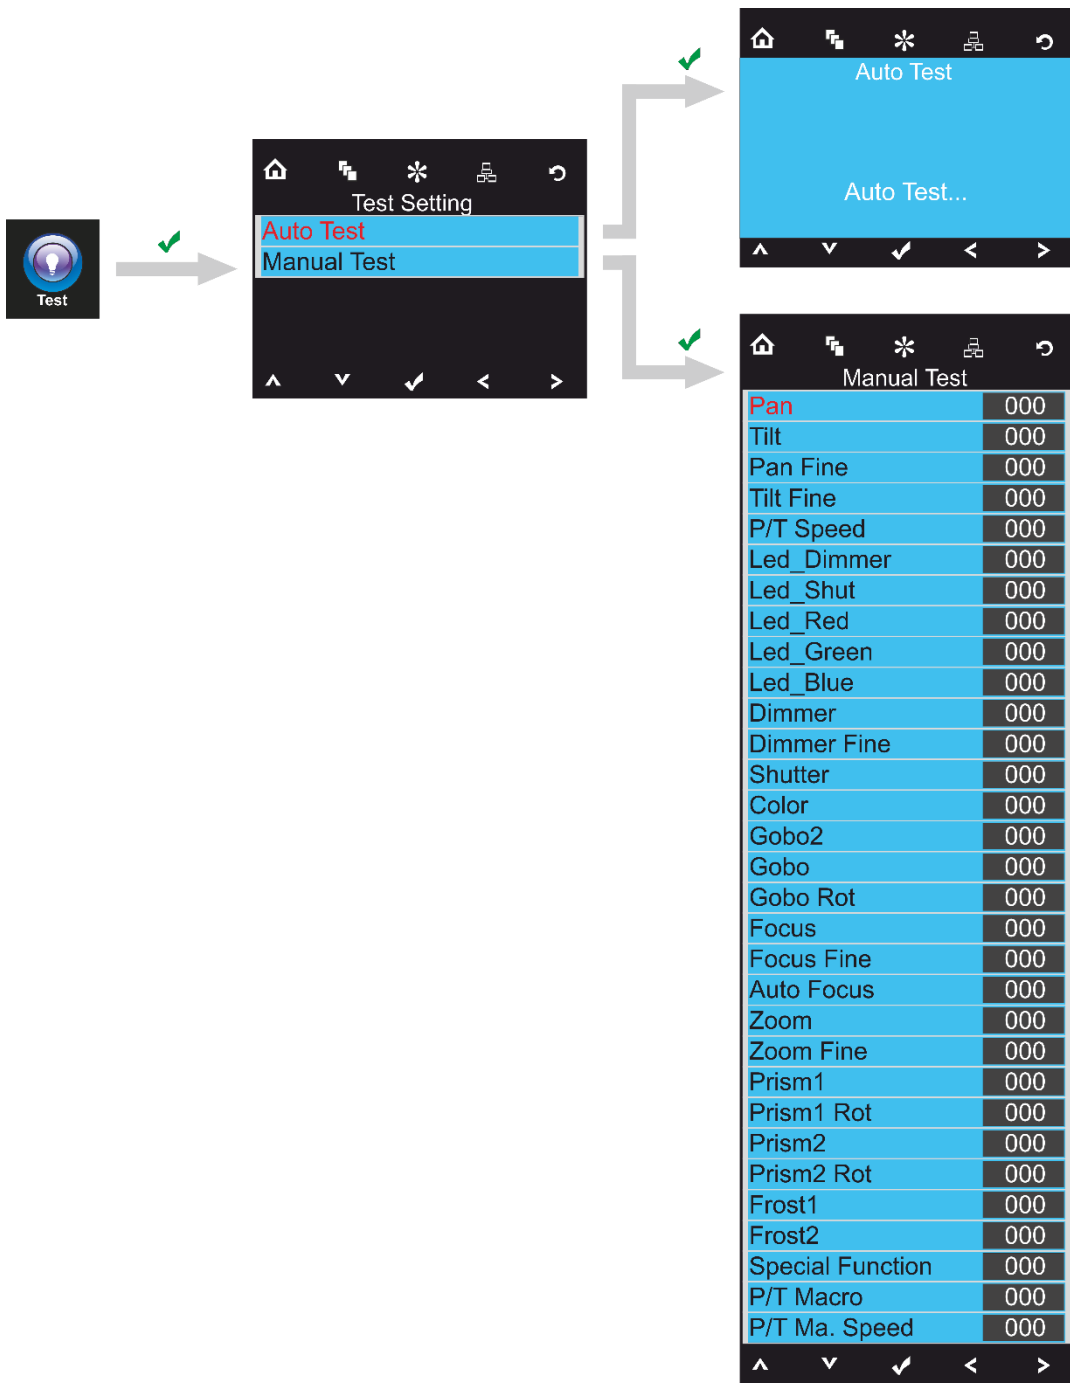 Test
Test Setting
Auto Test
Manual Test
Auto Test
Auto Test...
Manual Test
Pan 000
Tilt 000
Pan Fine 000
Tilt Fine 000
P/T Speed 000
Led_Dimmer 000
Led_Shut 000
Led_Red 000
Led_Green 000
Led_Blue 000
Dimmer 000
Dimmer Fine 000
Shutter 000
Color 000
Gobo2 000
Gobo 000
Gobo Rot 000
Focus 000
Focus Fine 000
Auto Focus 000
Zoom 000
Zoom Fine 000
Prism1 000
Prism1 Rot 000
Prism2 000
Prism2 Rot 000
Frost1 000
Frost2 000
Special Function 000
P/T Macro 000
P/T Ma. Speed 000